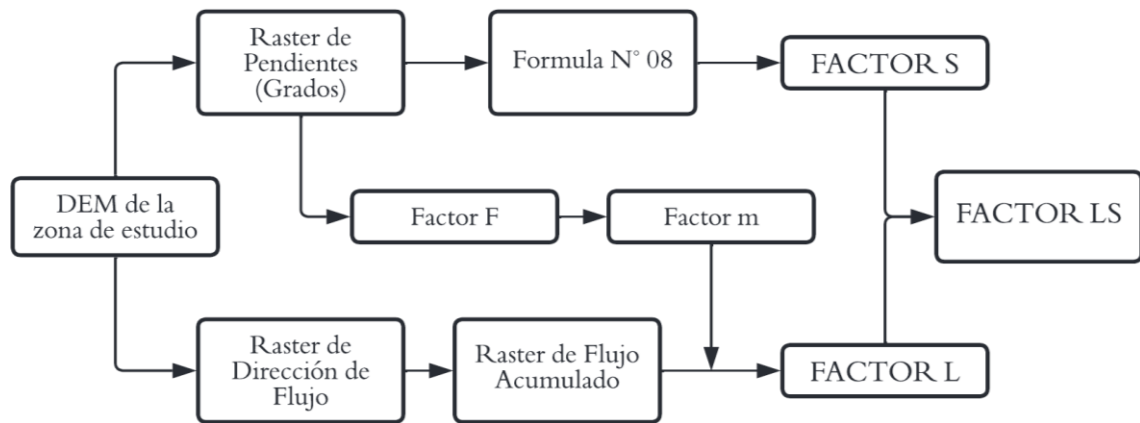 Raster de
Pendientes
(Grados)
Formula N° 08
FACTOR S
DEM de la
zona de estudio
Factor F
Factor m
FACTOR LS
Raster de
Dirección de
Flujo
Raster de Flujo
Acumulado
FACTOR L